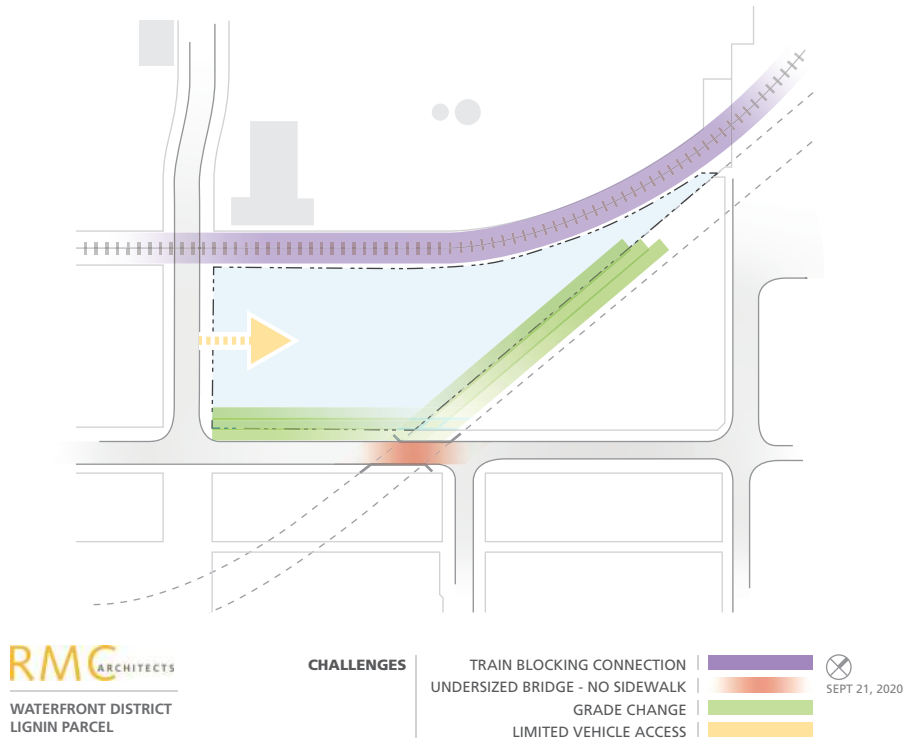 RMC ARCHITECTS
WATERFRONT DISTRICT
LIGNIN PARCEL
CHALLENGES
TRAIN BLOCKING CONNECTION
UNDERSIZED BRIDGE - NO SIDEWALK
GRADE CHANGE
LIMITED VEHICLE ACCESS
SEPT 21, 2020